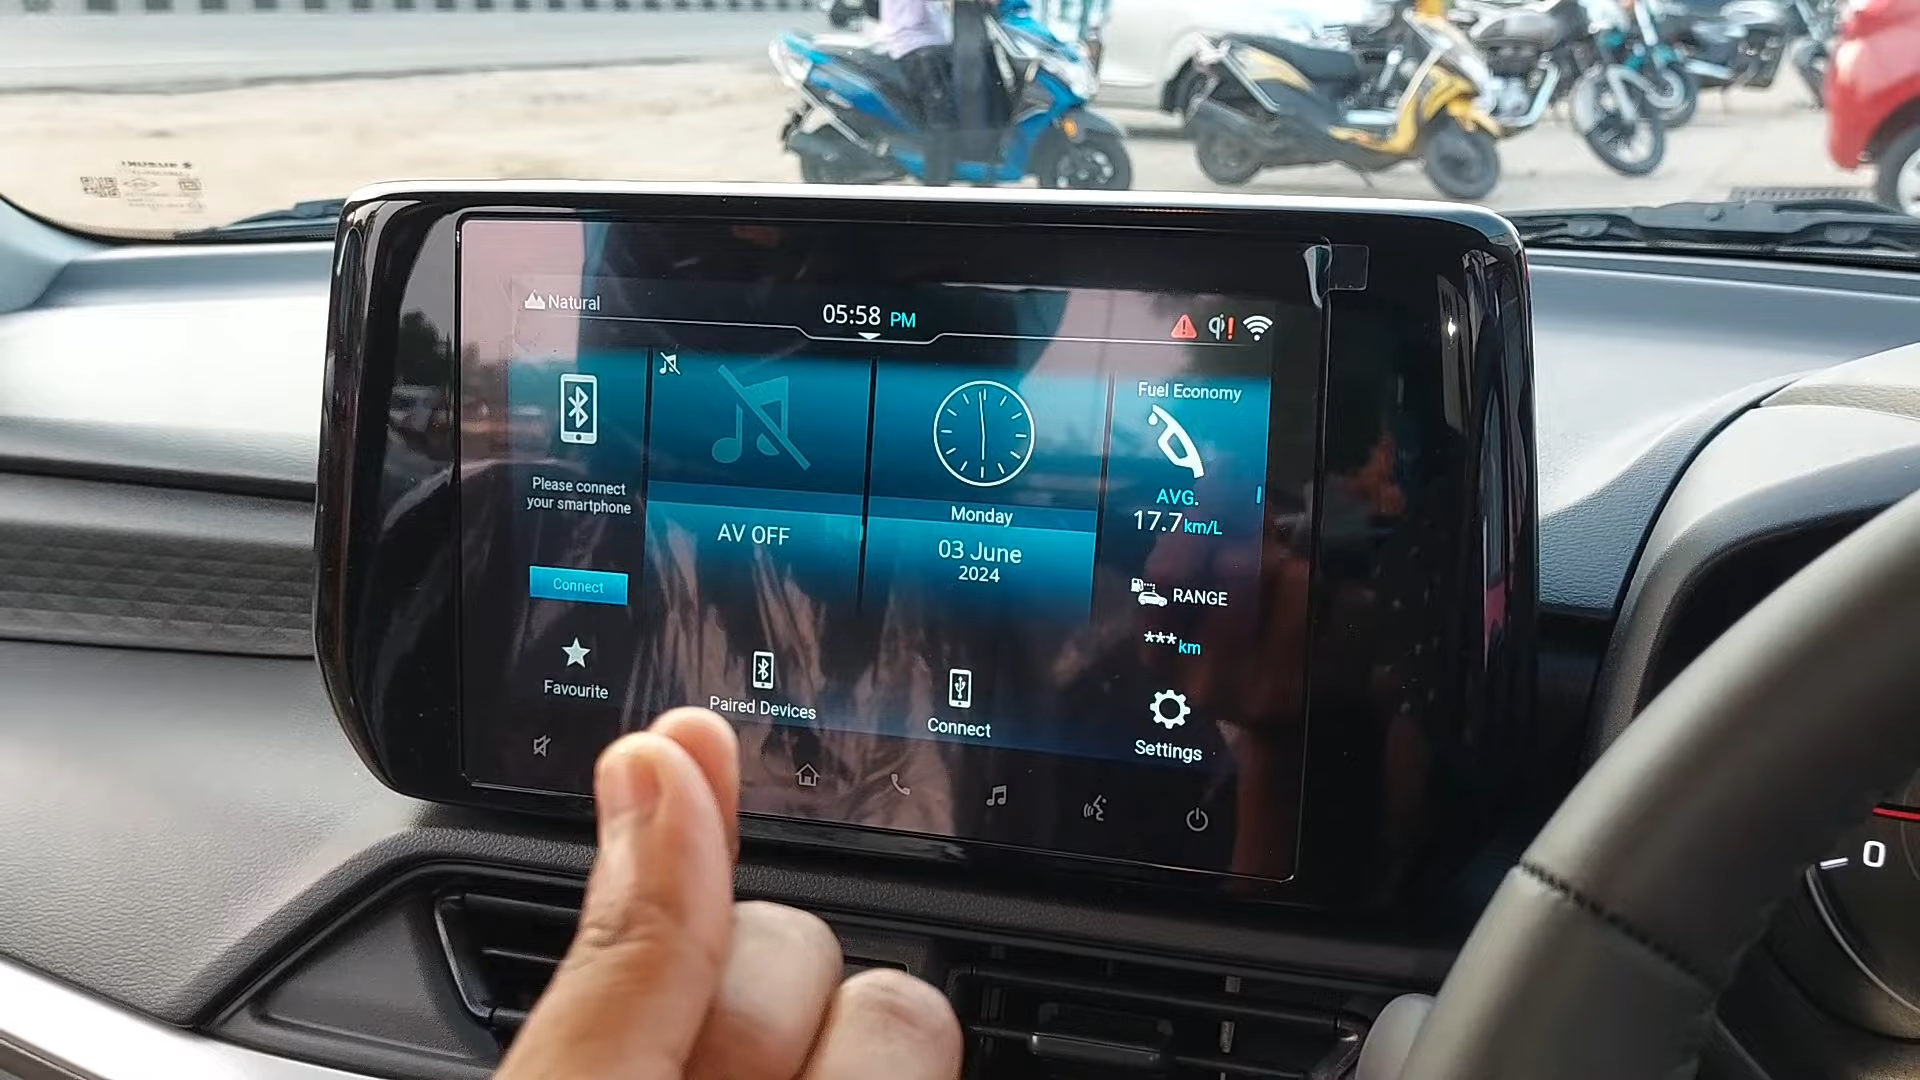 Natural
05:58 PM
Please connect
your smartphone
Connect
AV OFF
Monday
03 June
2024
Fuel Economy
AVG.
17.7 km/L
RANGE
*** km
Favourite
Paired Devices
Connect
Settings
0